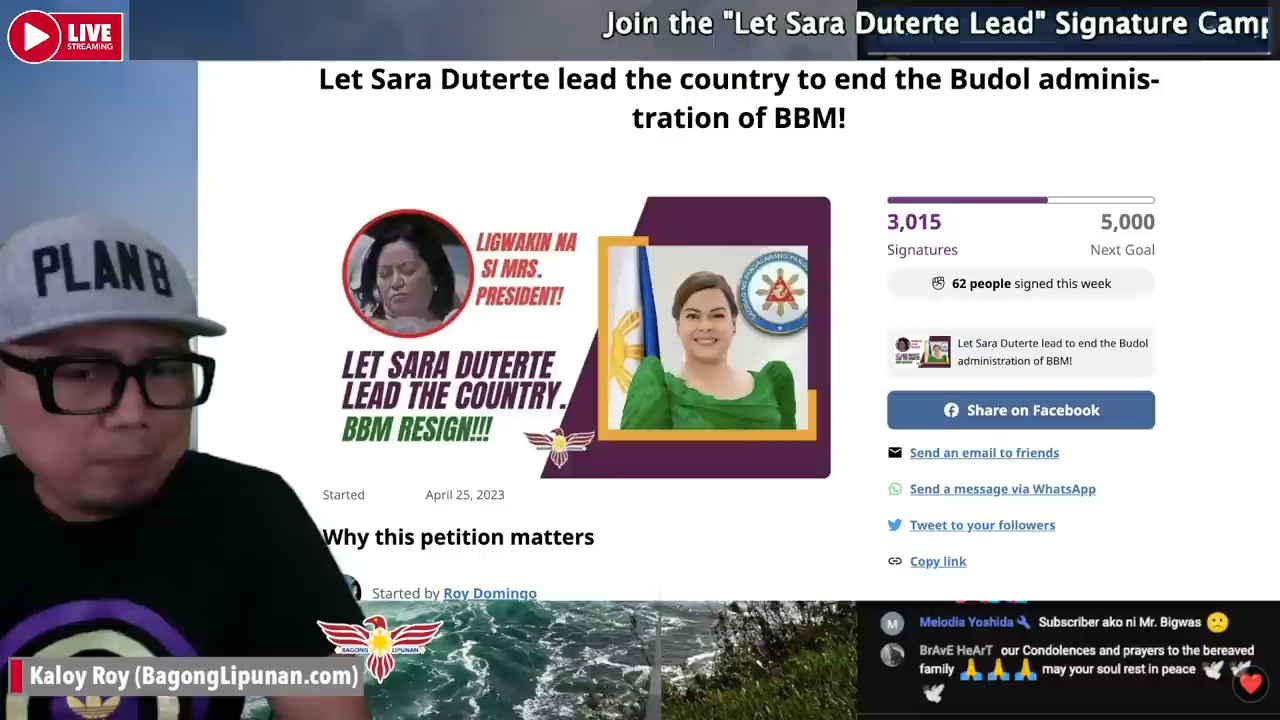 LIVE
STREAMING
Join the "Let Sara Duterte Lead" Signature Camp
Let Sara Duterte lead the country to end the Budol adminis-
tration of BBM!
PLAN B
LIGWAKIN NA
SI MRS.
PRESIDENT!
LET SARA DUTERTE
LEAD THE COUNTRY.
BBM RESIGN!!!
BAGONG LIPUNAN
3,015
5,000
Signatures
Next Goal
62 people signed this week
Let Sara Duterte lead to end the Budol
administration of BBM!
Share on Facebook
Send an email to friends
Send a message via WhatsApp
Tweet to your followers
Copy link
Started April 25, 2023
Why this petition matters
Started by Roy Domingo
BAGONG LIPUNAN
Kaloy Roy (BagongLipunan.com)
M Melodia Yoshida 🔧 Subscriber ako ni Mr. Bigwas 🙁
BrAvE HeArT our Condolences and prayers to the bereaved
family 🙏 🙏 🙏 may your soul rest in peace 🕊 🕊
🕊